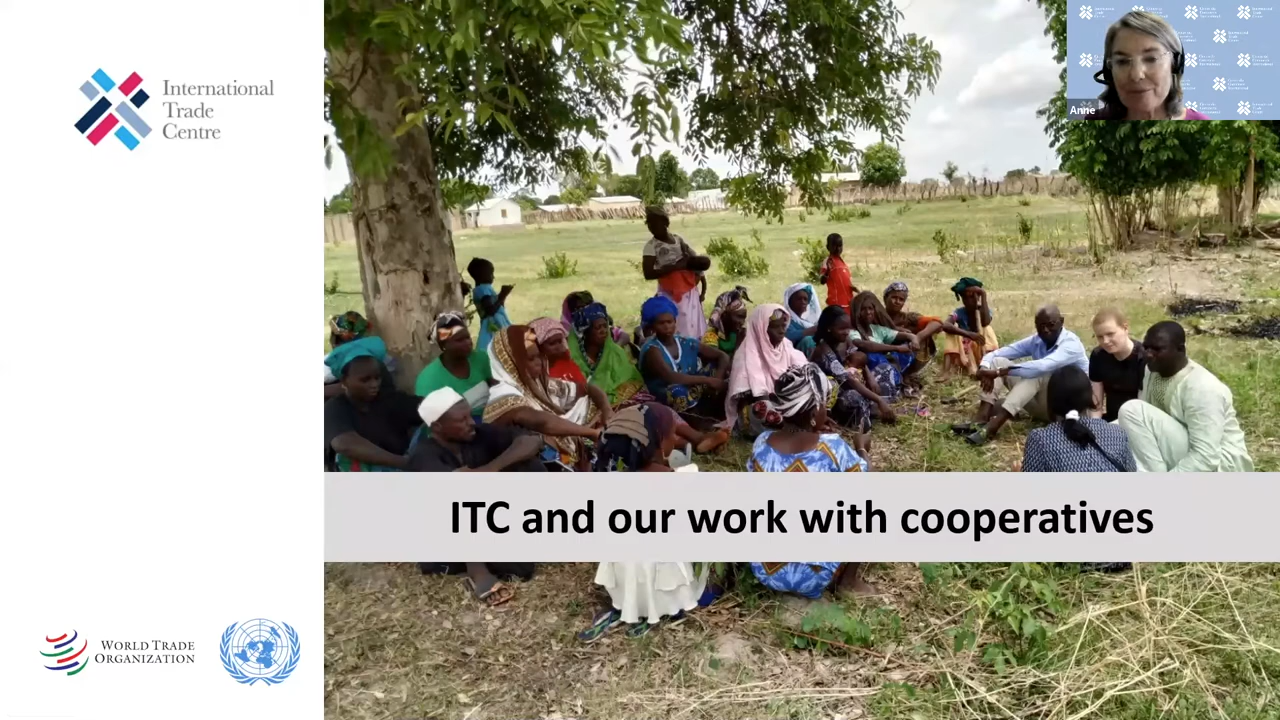 International
Trade
Centre
Anne
ITC and our work with cooperatives
WORLD TRADE
ORGANIZATION